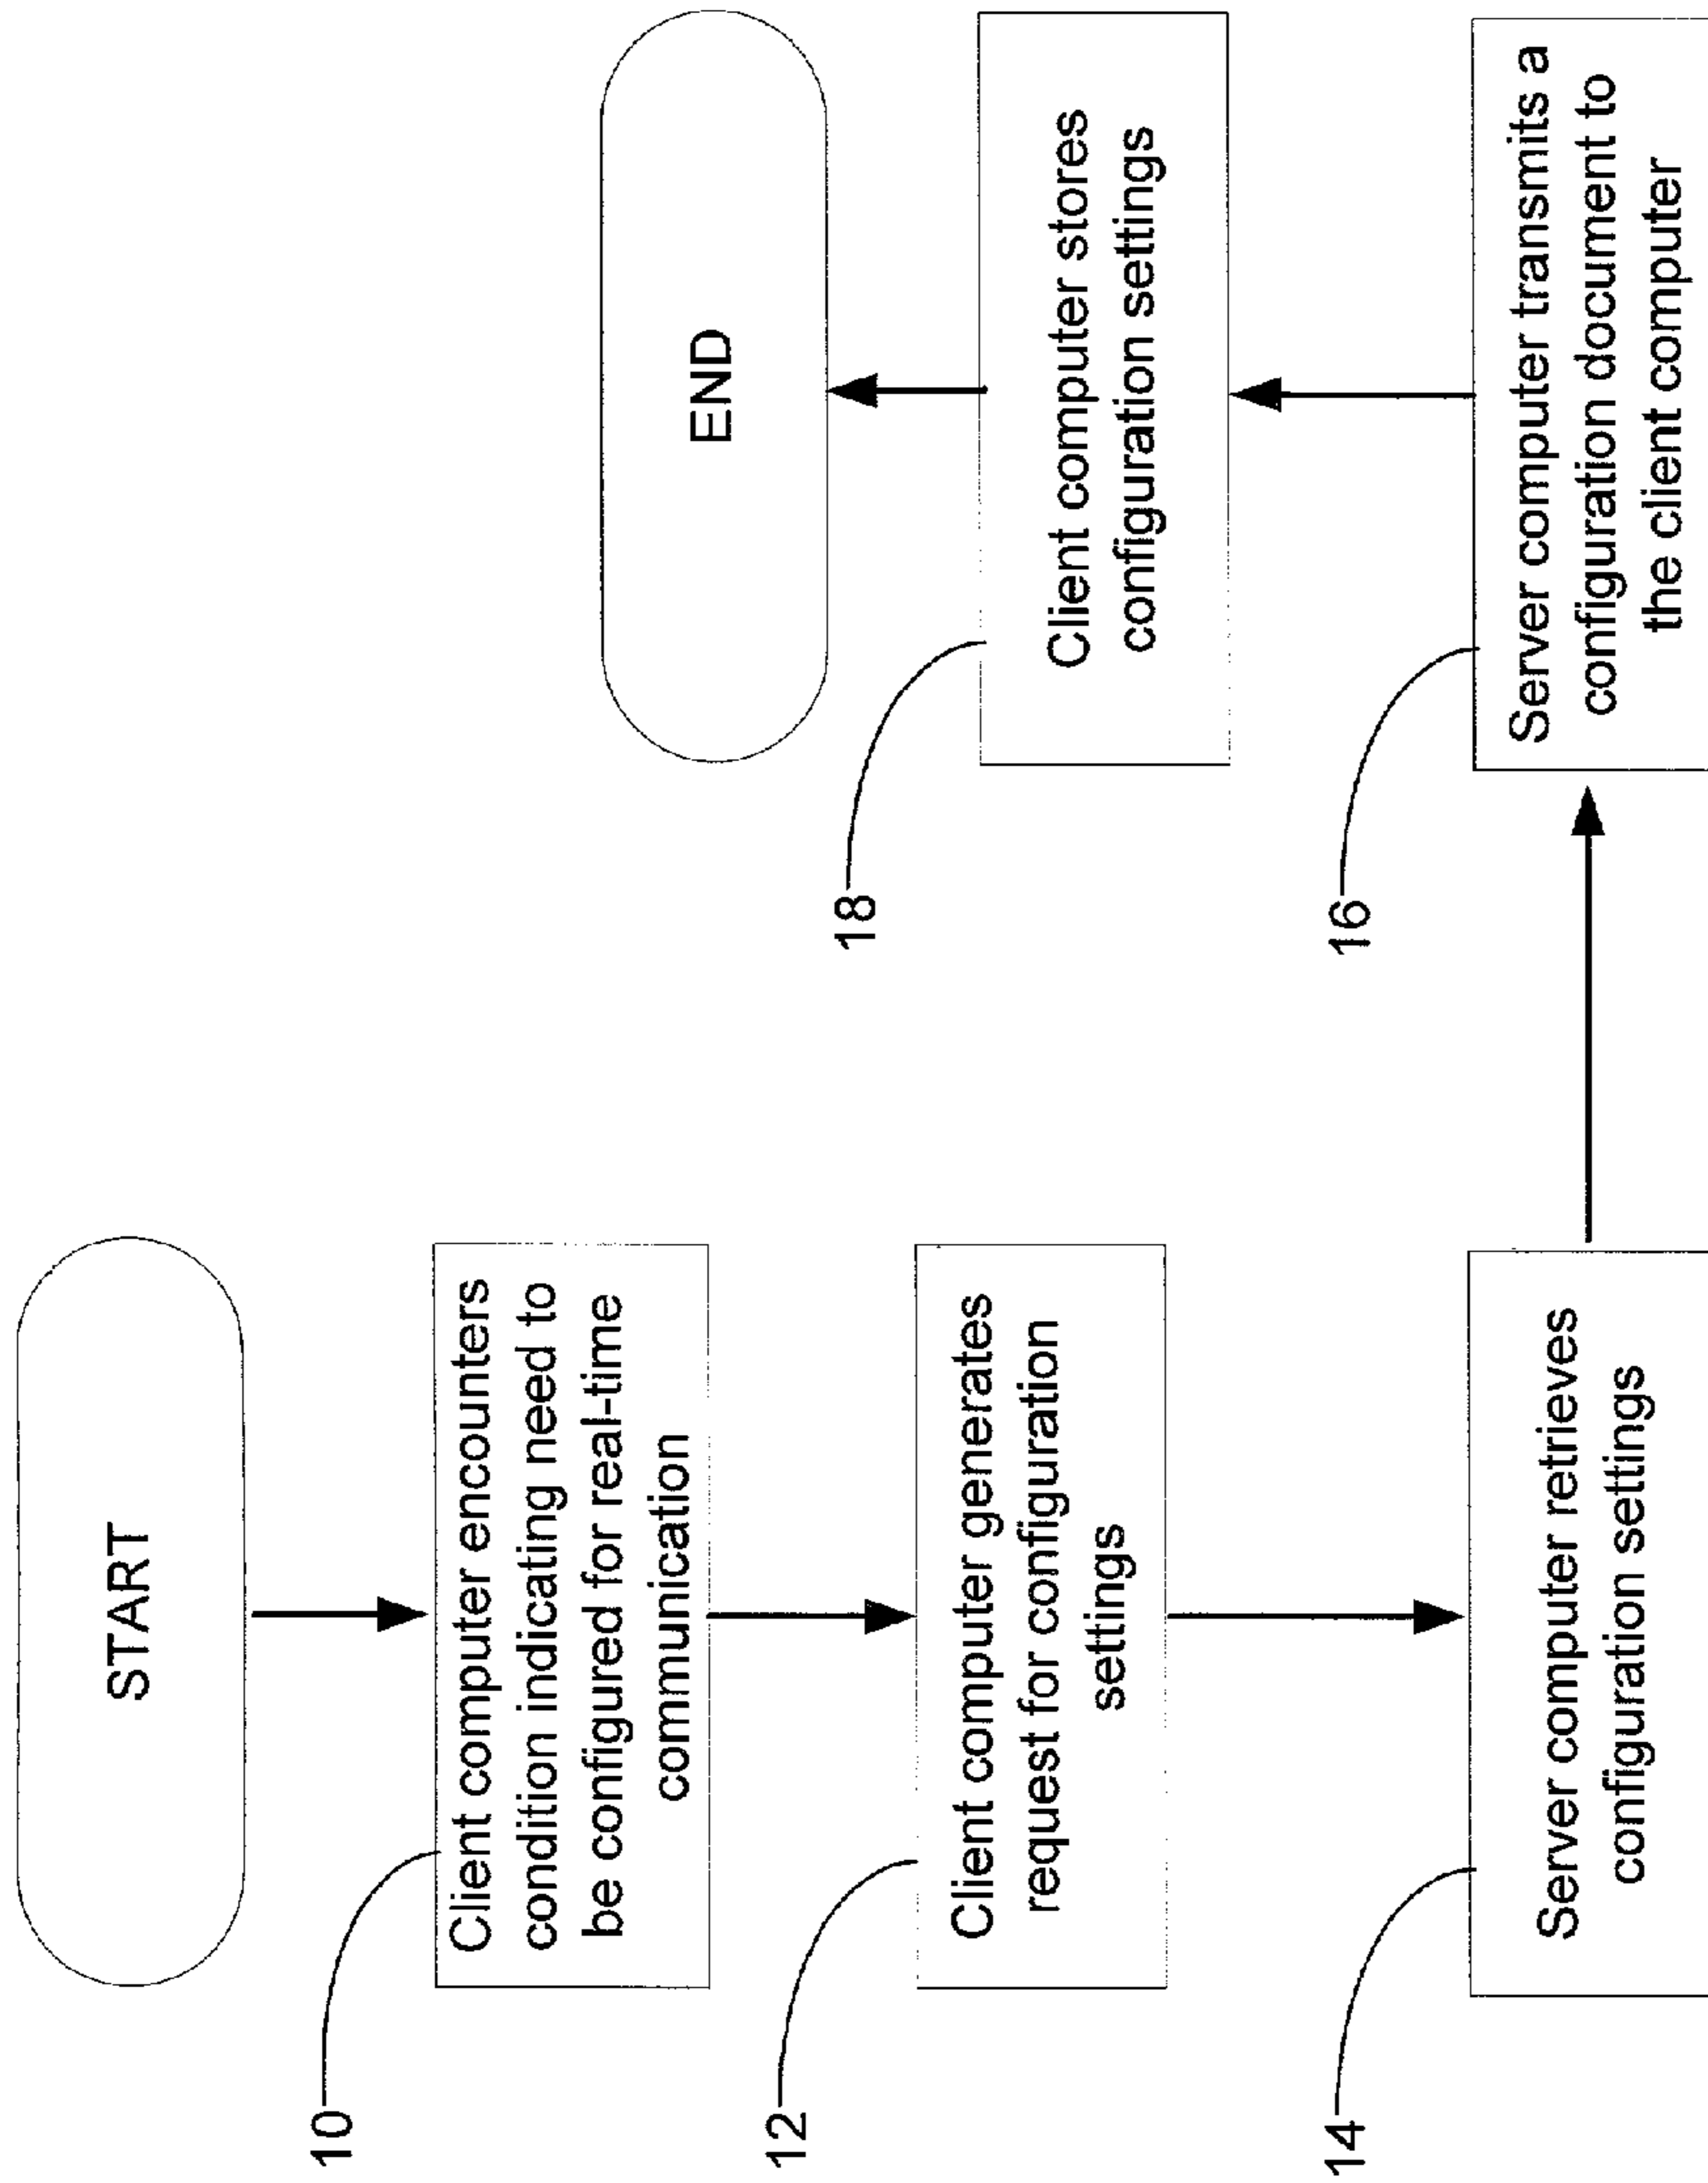 START
10
Client computer encounters
condition indicating need to
be configured for real-time
communication
12
Client computer generates
request for configuration
settings
14
Server computer retrieves
configuration settings
16
Server computer transmits a
configuration document to
the client computer
18
Client computer stores
configuration settings
END